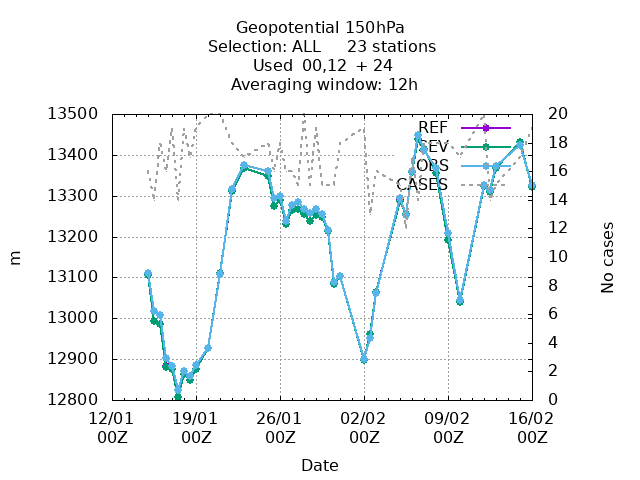 Geopotential 150hPa
Selection: ALL     23 stations
Used  00,12  + 24
Averaging window: 12h
13500
13400
13300
13200
13100
13000
12900
12800
20
18
16
14
12
10
8
6
4
2
0
REF
OBS
CASES
m
No cases
12/01 19/01 26/01 02/02 09/02 16/02
00Z 00Z 00Z 00Z 00Z 00Z
Date